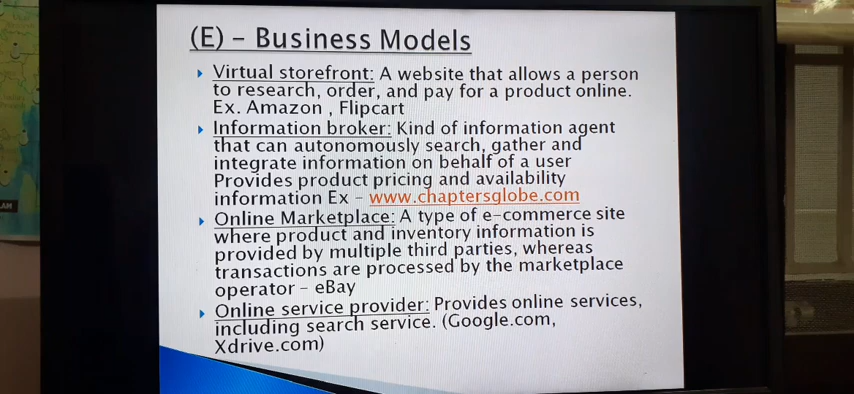 (E) – Business Models
Virtual storefront: A website that allows a person
to research, order, and pay for a product online.
Ex. Amazon , Flipcart
Information broker: Kind of information agent
that can autonomously search, gather and
integrate information on behalf of a user
Provides product pricing and availability
information Ex – www.chaptersglobe.com
Online Marketplace: A type of e-commerce site
where product and inventory information is
provided by multiple third parties, whereas
transactions are processed by the marketplace
operator – eBay
Online service provider: Provides online services,
including search service. (Google.com,
Xdrive.com)